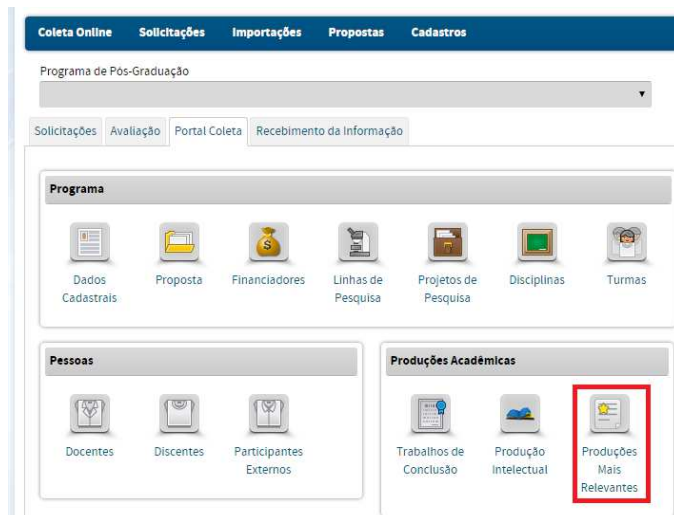 Coleta Online Solicitações Importações Propostas Cadastros
Programa de Pós-Graduação
Solicitações Avaliação Portal Coleta Recebimento da Informação
Programa
Dados Cadastrais
Proposta
Financiadores
Linhas de Pesquisa
Projetos de Pesquisa
Disciplinas
Turmas
Pessoas
Docentes
Discentes
Participantes Externos
Produções Acadêmicas
Trabalhos de Conclusão
Produção Intelectual
Produções Mais Relevantes